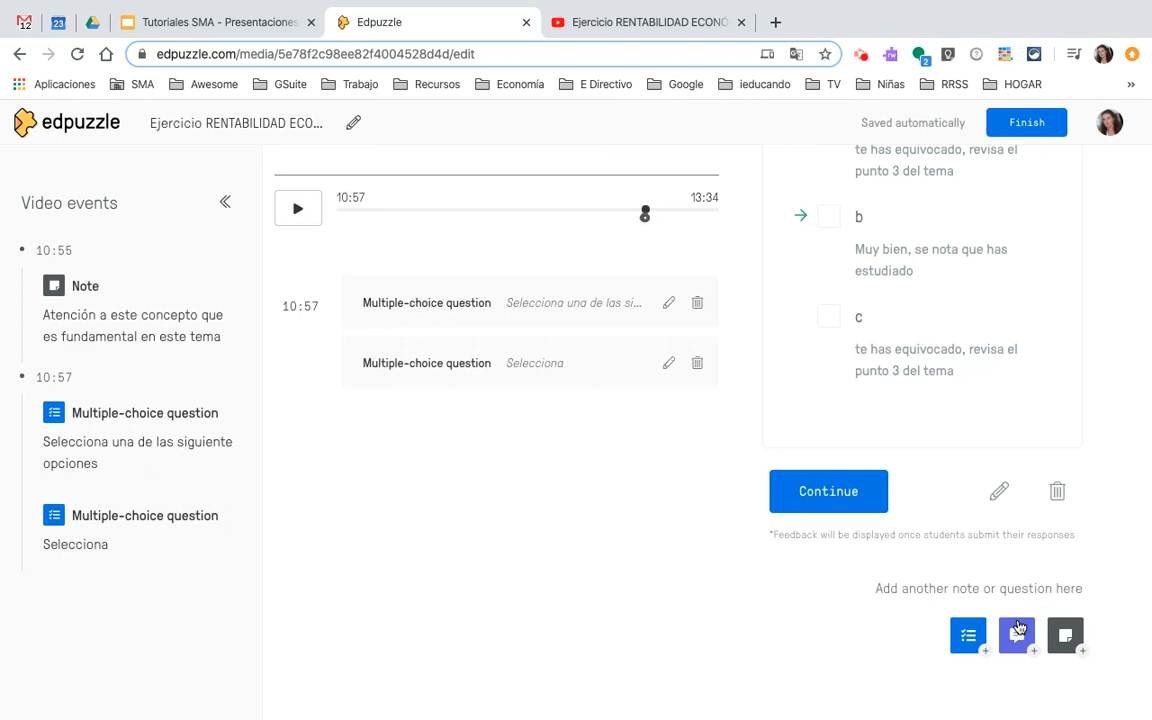 12
23
Tutoriales SMA - Presentaciones
Edpuzzle
Ejercicio RENTABILIDAD ECONÓ
edpuzzle.com/media/5e78f2c98ee82f4004528d4d/edit
2
Aplicaciones
SMA
Awesome
GSuite
Trabajo
Recursos
Economía
E Directivo
Google
ieducando
TV
Niñas
RRSS
HOGAR
»
edpuzzle
Ejercicio RENTABILIDAD ECO...
Saved automatically
Finish
Video events
10:55
Note
Atención a este concepto que
es fundamental en este tema
10:57
Multiple-choice question
Selecciona una de las siguiente
opciones
Multiple-choice question
Selecciona
10:57
13:34
10:57
Multiple-choice question
Selecciona una de las si...
Multiple-choice question
Selecciona
te has equivocado, revisa el
punto 3 del tema
b
Muy bien, se nota que has
estudiado
c
te has equivocado, revisa el
punto 3 del tema
Continue
*Feedback will be displayed once students submit their responses
Add another note or question here